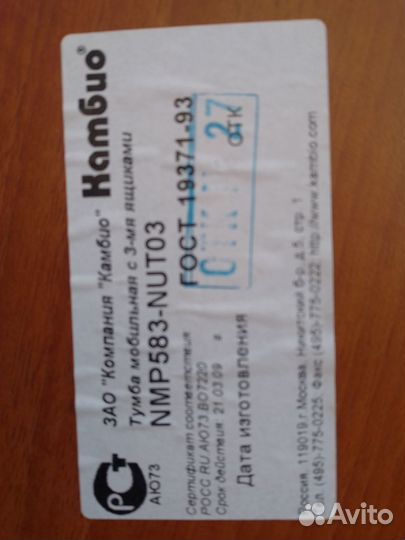 ЗАО "Компания "Камбио" Камбио®
Тумба мобильная с 3-мя ящиками
NMP583-NUT03
ГОСТ 19371-93
ОТК № 27
ОТК
АЮ73
Сертификат соответствия
РОСС RU.АЮ73.В07220
Срок действия: 21.03.09 г.
Дата изготовления
Россия, 119019, г.Москва, Никитский б-р, д.5, стр. 1
(495)-775-0225, Факс (495)-775-0222, http://www.kambio.com
Avito